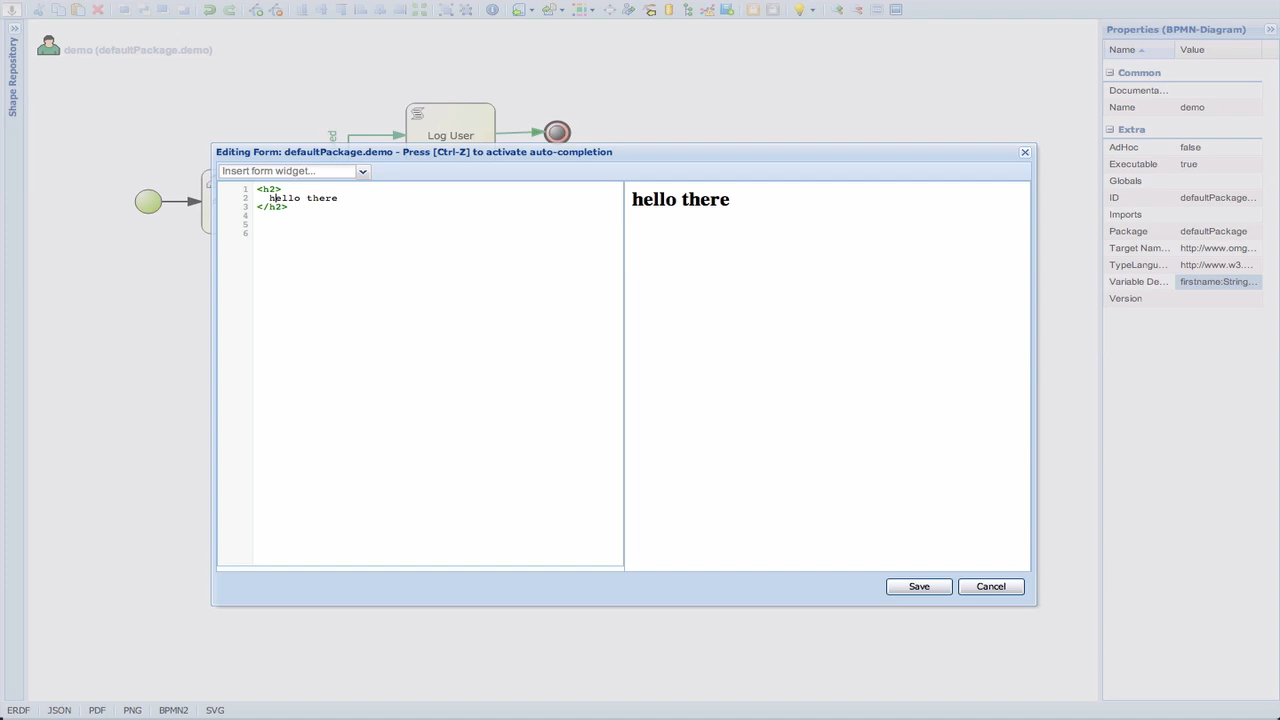 Shape Repository
demo (defaultPackage.demo)
Log User
ed
Editing Form: defaultPackage.demo - Press [Ctrl-Z] to activate auto-completion
Insert form widget...
1 <h2>
2 hello there
3 </h2>
4
5
6
hello there
Save Cancel
Properties (BPMN-Diagram)
Name Value
Common
Documenta...
Name demo
Extra
AdHoc false
Executable true
Globals
ID defaultPackage...
Imports
Package defaultPackage
Target Nam... http://www.omg...
TypeLangu... http://www.w3....
Variable De... firstname:String...
Version
ERDF JSON PDF PNG BPMN2 SVG